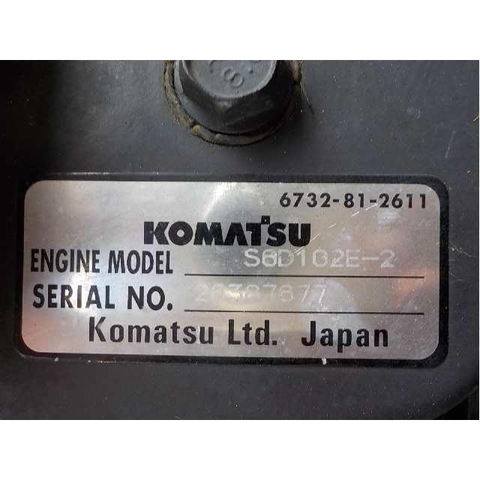 6732-81-2611
KOMATSU
ENGINE MODEL S6D102E-2
SERIAL NO.
Komatsu Ltd. Japan